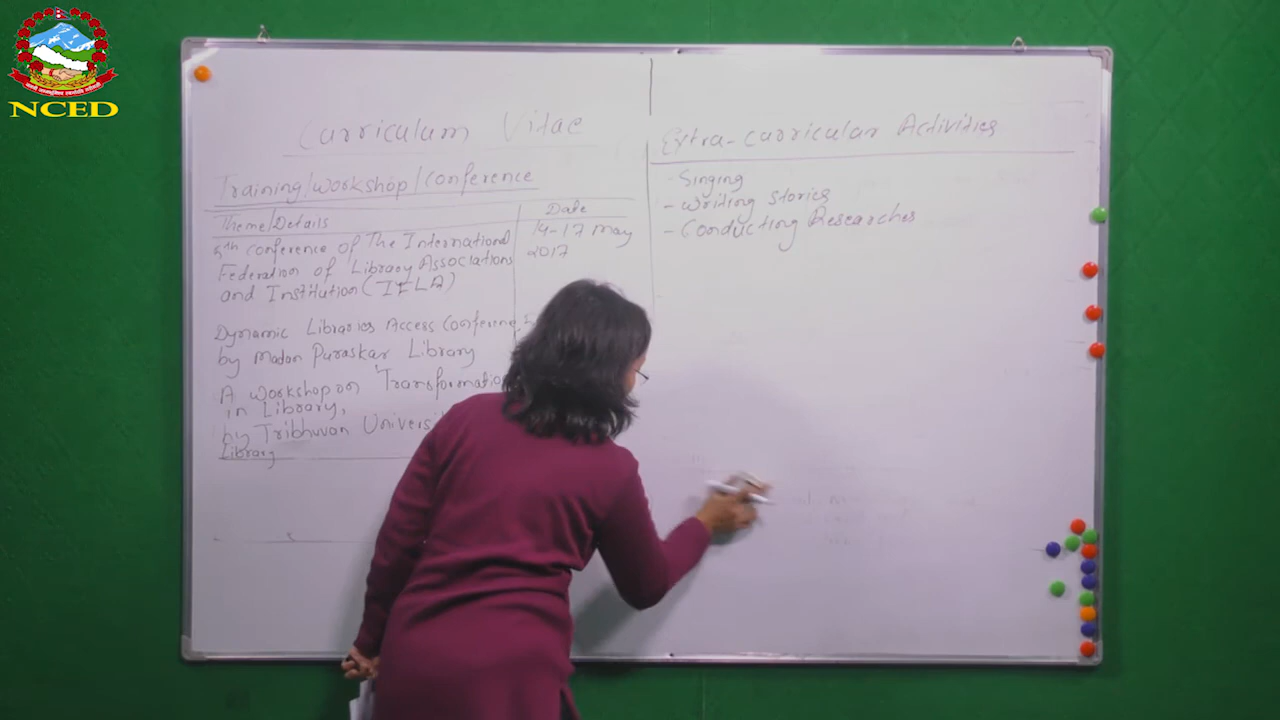 NCED
Curriculum Vitae
Training/Workshop/Conference
Theme/Details
Date
5th Conference of The International
14-17 May
Federation of Library Associations
2017
and Institution (IFLA)
Dynamic Libraries Access Conference,
by Madan Puraskar Library
A Workshop on Transformation
in Library,
by Tribhuvan
Library
Extra-curricular Activities
- Singing
- Writing Stories
- Conducting Researches